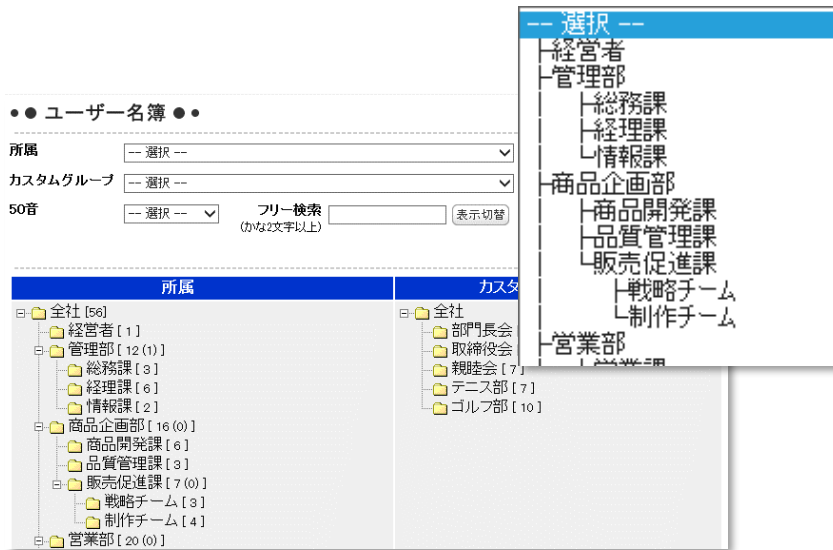 -- 選択 --
├経営者
├管理部
│ ├総務課
│ ├経理課
│ └情報課
├商品企画部
│ ├商品開発課
│ ├品質管理課
│ └販売促進課
│ ├戦略チーム
│ └制作チーム
├営業部
●● ユーザー名簿 ●●
所属 -- 選択 --
カスタムグループ -- 選択 --
50音 -- 選択 -- フリー検索 表示切替
(かな2文字以上)
所属
全社 [56]
経営者 [ 1 ]
管理部 [ 12 (1) ]
総務課 [ 3 ]
経理課 [ 6 ]
情報課 [ 2 ]
商品企画部 [ 16 (0) ]
商品開発課 [ 6 ]
品質管理課 [ 3 ]
販売促進課 [ 7 (0) ]
戦略チーム [ 3 ]
制作チーム [ 4 ]
営業部 [ 20 (0) ]
カスタ
全社
部門長会
取締役会
親睦会 [ 7 ]
テニス部 [ 7 ]
ゴルフ部 [ 10 ]